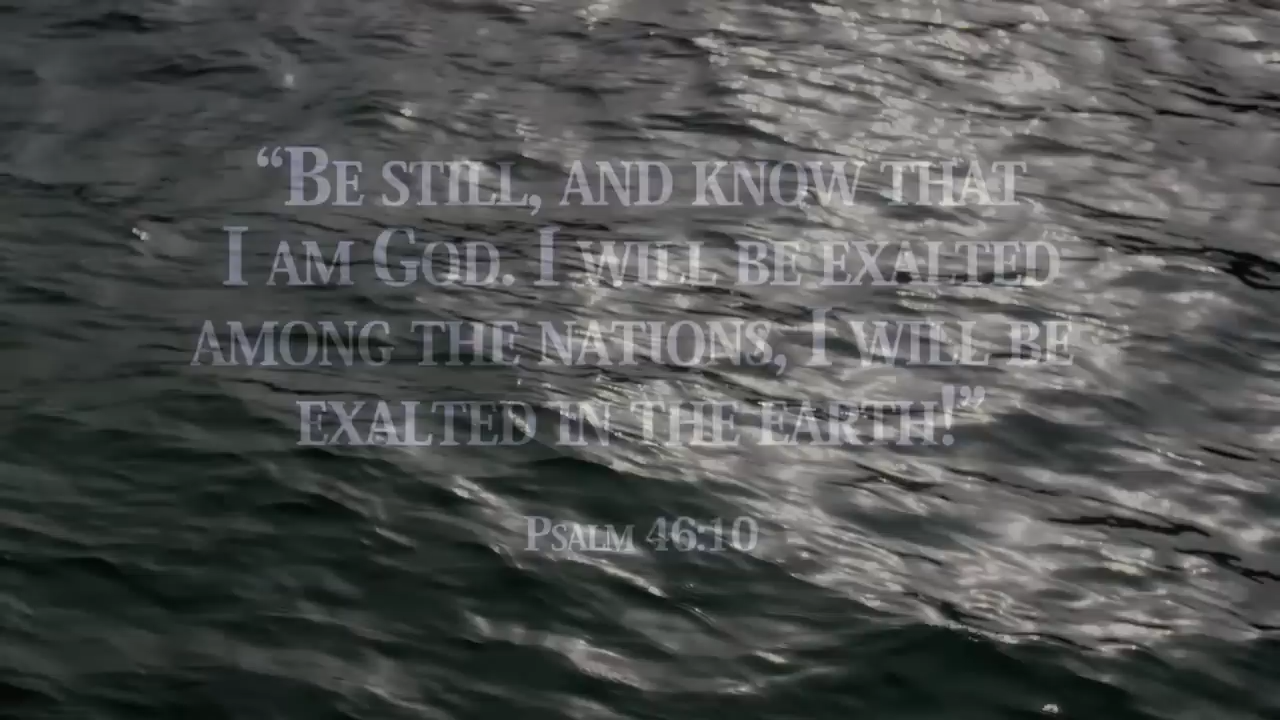 “Be still, and know that
I am God. I will be exalted
among the nations, I will be
exalted in the earth!”
Psalm 46:10